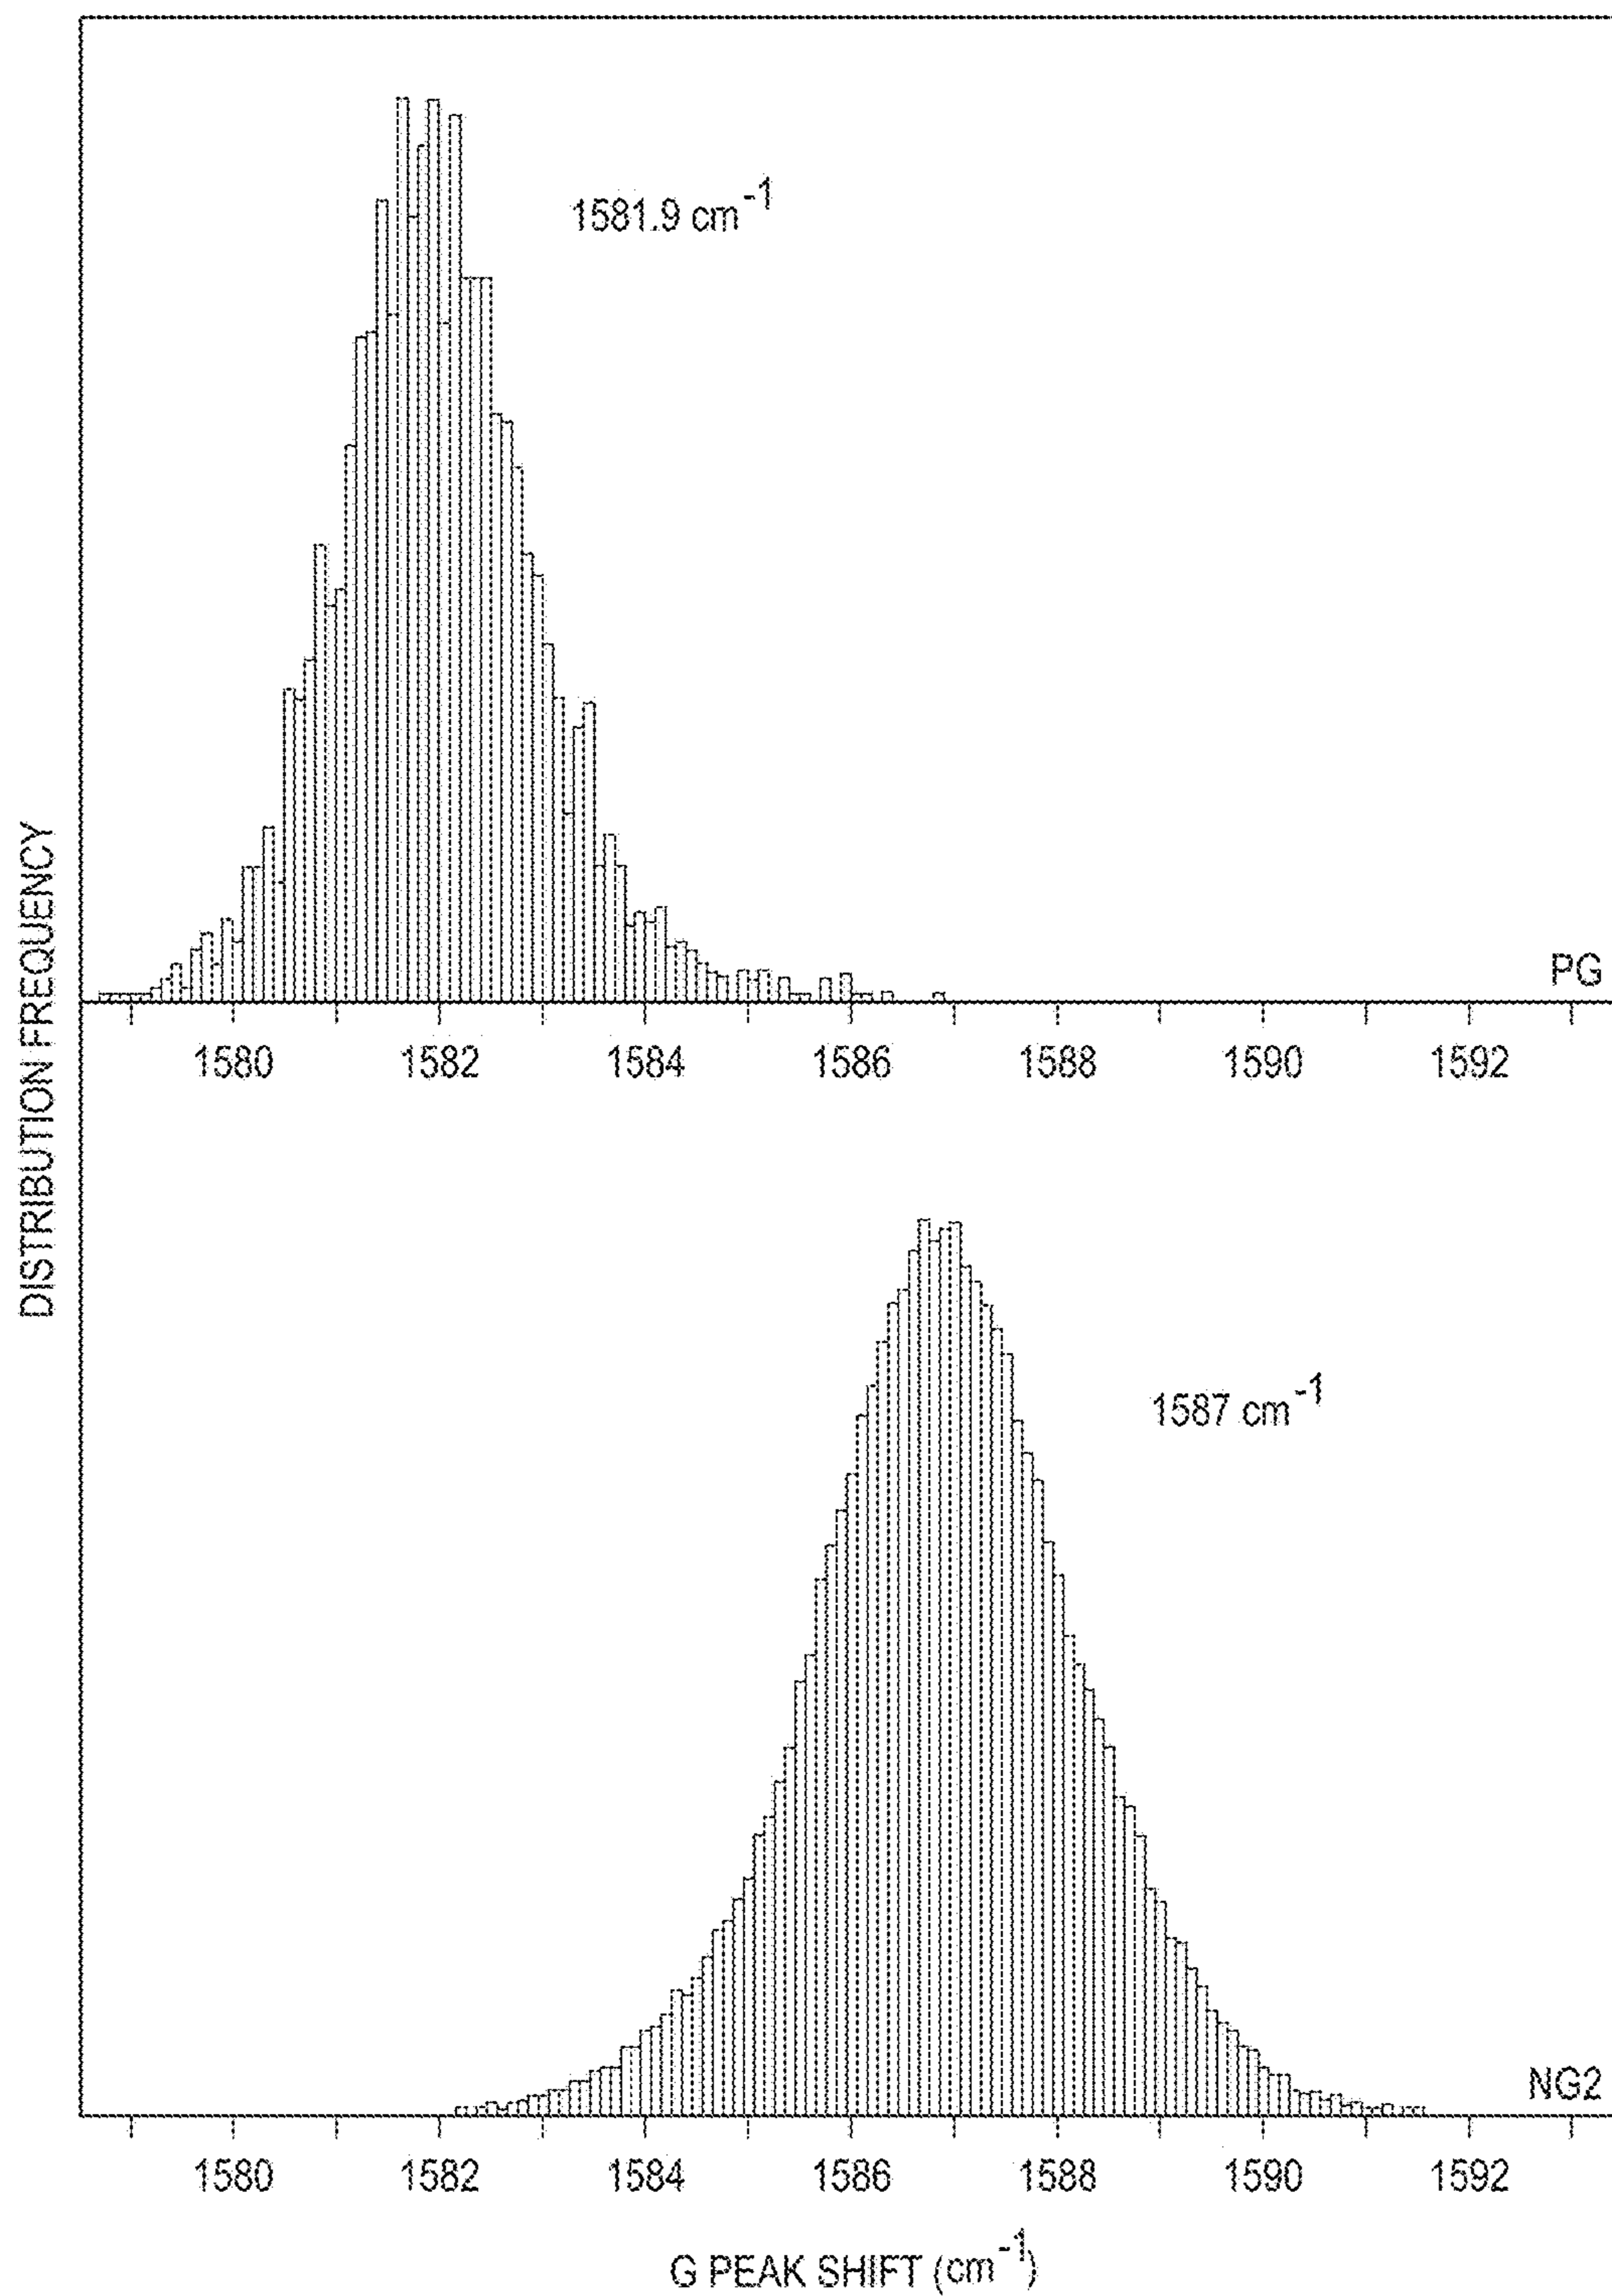 DISTRIBUTION FREQUENCY
1581.9 cm-1
PG
1580 1582 1584 1586 1588 1590 1592
1587 cm-1
NG2
1580 1582 1584 1586 1588 1590 1592
G PEAK SHIFT (cm-1)